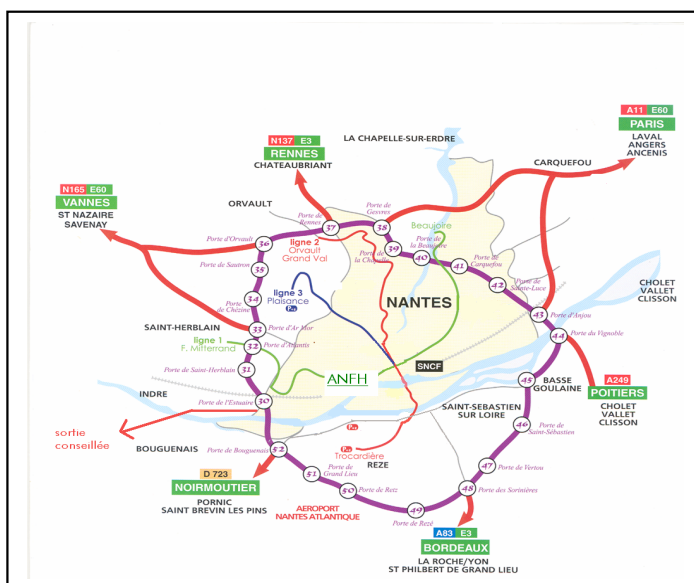 A11 E60
PARIS
LAVAL
ANGERS
ANCENIS
LA CHAPELLE-SUR-ERDRE
N137 E3
RENNES
CHATEAUBRIANT
CARQUEFOU
N165 E60
VANNES
ST NAZAIRE
SAVENAY
ORVAULT
Porte de
Rennes
37
Porte de
Gesvres
38
Beaujoire
Porte d'Orvault
36
ligne 2
Orvault
Grand Val
39
Porte de
la Chapelle
40
Porte de
la Beaujoire
41
Porte de
Carquefou
42
Porte de
Sainte-Luce
Porte de Sautron
35
ligne 3
Plaisance
P+R
NANTES
CHOLET
VALLET
CLISSON
Porte
de Chézine
34
43
Porte d'Anjou
SAINT-HERBLAIN
33
Porte d'Ar Mor
44
Porte du Vignoble
ligne 1
F. Mitterrand
32
Porte d'Atlantis
Porte de Saint-Herblain
31
ANFH
SNCF
45
BASSE
GOULAINE
A249
POITIERS
CHOLET
VALLET
CLISSON
INDRE
Porte de l'Estuaire
30
SAINT-SEBASTIEN
SUR LOIRE
46
Porte de
Saint-Sébastien
sortie
conseillée
P+R
BOUGUENAIS
Porte de Bouguenais
52
P+R
Trocardière
REZE
47
Porte de Vertou
D 723
NOIRMOUTIER
PORNIC
SAINT BREVIN LES PINS
51
Porte de
Grand Lieu
50
Porte de Retz
48
Porte des Sorinières
AEROPORT
NANTES ATLANTIQUE
49
Porte de Rezé
A83 E3
BORDEAUX
LA ROCHE/YON
ST PHILBERT DE GRAND LIEU